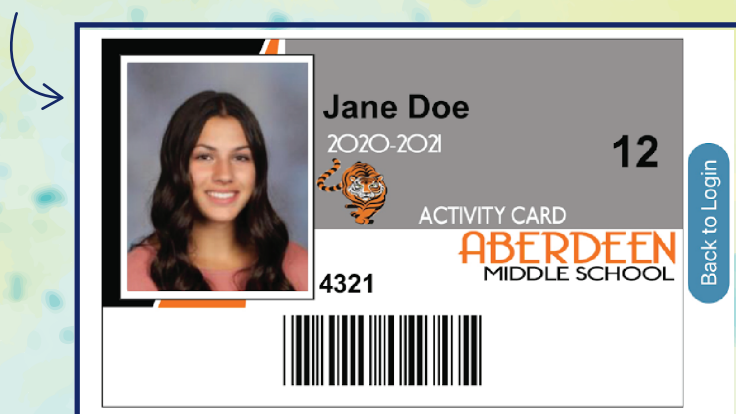 Jane Doe
2020-2021
12
ACTIVITY CARD
ABERDEEN
MIDDLE SCHOOL
4321
Back to Login